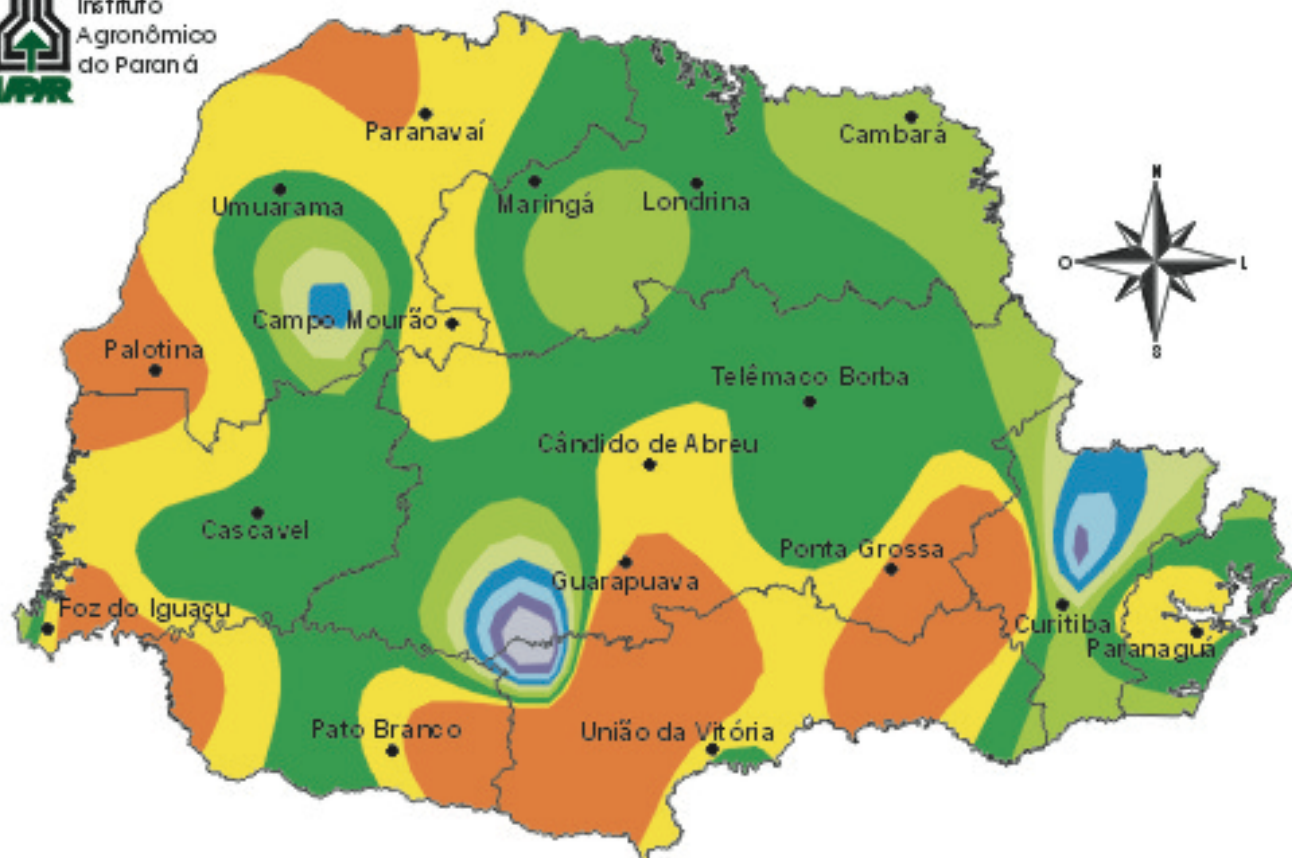 Instituto
Agronômico
do Paraná
IAPAR
Paranavaí
Cambará
Umuarama
Maringá
Londrina
N
O
L
S
Campo Mourão
Palotina
Telêmaco Borba
Cândido de Abreu
Cascavel
Ponta Grossa
Guarapuava
Foz do Iguaçu
Curitiba
Paranaguá
Pato Branco
União da Vitória